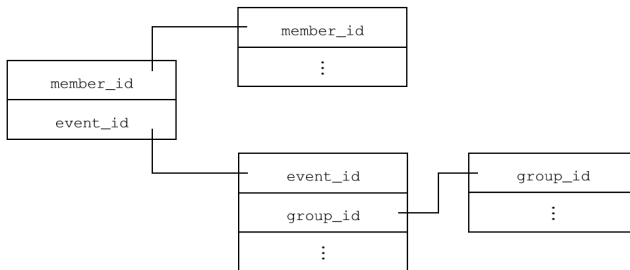 member_id
⋮
member_id
event_id
event_id
group_id
⋮
group_id
⋮